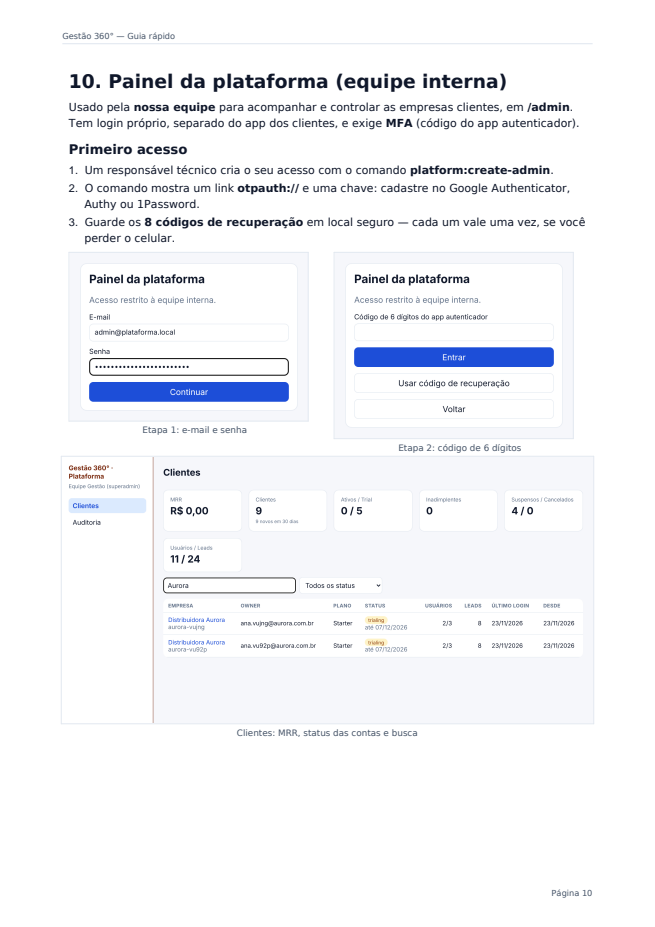 Gestão 360° — Guia rápido
10. Painel da plataforma (equipe interna)
Usado pela nossa equipe para acompanhar e controlar as empresas clientes, em /admin.
Tem login próprio, separado do app dos clientes, e exige MFA (código do app autenticador).
Primeiro acesso
1. Um responsável técnico cria o seu acesso com o comando platform:create-admin.
2. O comando mostra um link otpauth:// e uma chave: cadastre no Google Authenticator,
Authy ou 1Password.
3. Guarde os 8 códigos de recuperação em local seguro — cada um vale uma vez, se você
perder o celular.
Painel da plataforma
Acesso restrito à equipe interna.
E-mail
admin@plataforma.local
Senha
••••••••••••••••••••••••
Continuar
Etapa 1: e-mail e senha
Painel da plataforma
Acesso restrito à equipe interna.
Código de 6 dígitos do app autenticador
Entrar
Usar código de recuperação
Voltar
Etapa 2: código de 6 dígitos
Gestão 360° ·
Plataforma
Equipe Gestão (superadmin)
Clientes
Auditoria
Clientes
MRR
R$ 0,00
Clientes
9
9 novos em 30 dias
Ativos / Trial
0 / 5
Inadimplentes
0
Suspensos / Cancelados
4 / 0
Usuários / Leads
11 / 24
Aurora
Todos os status
EMPRESA OWNER PLANO STATUS USUÁRIOS LEADS ÚLTIMO LOGIN DESDE
Distribuidora Aurora ana.vujng@aurora.com.br Starter trialing 2/3 8 23/11/2026 23/11/2026
aurora-vujng até 07/12/2026
Distribuidora Aurora ana.vu92p@aurora.com.br Starter trialing 2/3 8 23/11/2026 23/11/2026
aurora-vu92p até 07/12/2026
Clientes: MRR, status das contas e busca
Página 10